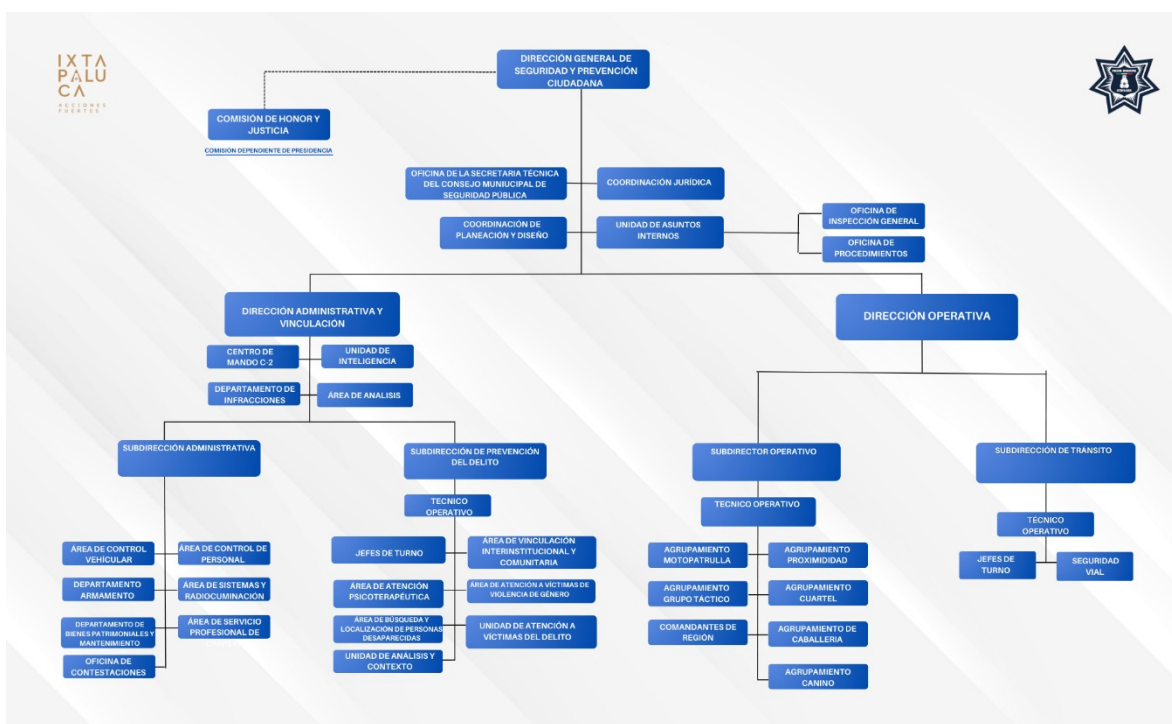 IXTA
PALU
CA
ACCIONES
FUERTES
DIRECCIÓN GENERAL DE
SEGURIDAD Y PREVENCIÓN
CIUDADANA
COMISIÓN DE HONOR Y
JUSTICIA
COMISIÓN DEPENDIENTE DE PRESIDENCIA
OFICINA DE LA SECRETARIA TÉCNICA
DEL CONSEJO MUNIUCIPAL DE
SEGURIDAD PÚBLICA
COORDINACIÓN JURÍDICA
COORDINACIÓN DE
PLANEACIÓN Y DISEÑO
UNIDAD DE ASUNTOS
INTERNOS
OFICINA DE
INSPECCIÓN GENERAL
OFICINA DE
PROCEDIMIENTOS
DIRECCIÓN ADMINISTRATIVA Y
VINCULACIÓN
DIRECCIÓN OPERATIVA
CENTRO DE
MANDO C-2
UNIDAD DE
INTELIGENCIA
DEPARTAMENTO DE
INFRACCIONES
ÁREA DE ANALISIS
SUBDIRECCIÓN ADMINISTRATIVA
SUBDIRECCIÓN DE PREVENCIÓN
DEL DELITO
SUBDIRECTOR OPERATIVO
SUBDIRECCIÓN DE TRÁNSITO
ÁREA DE CONTROL
VEHÍCULAR
ÁREA DE CONTROL DE
PERSONAL
DEPARTAMENTO
ARMAMENTO
ÁREA DE SISTEMAS Y
RADIOCUMINACIÓN
DEPARTAMENTO DE
BIENES PATRIMONIALES Y
MANTENIMIENTO
ÁREA DE SERVICIO
PROFESIONAL DE
OFICINA DE
CONTESTACIONES
TECNICO
OPERATIVO
JEFES DE TURNO
ÁREA DE VINCULACIÓN
INTERINSTITUCIONAL Y
COMUNITARIA
ÁREA DE ATENCIÓN
PSICOTERAPÉUTICA
ÁREA DE ATENCIÓN A VÍCTIMAS DE
VIOLENCIA DE GÉNERO
ÁREA DE BÚSQUEDA Y
LOCALIZACIÓN DE PERSONAS
DESAPARECIDAS
UNIDAD DE ATENCIÓN A
VÍCTIMAS DEL DELITO
UNIDAD DE ANÁLISIS Y
CONTEXTO
TECNICO OPERATIVO
AGRUPAMIENTO
MOTOPATRULLA
AGRUPAMIENTO
PROXIMIDIDAD
AGRUPAMIENTO
GRUPO TÁCTICO
AGRUPAMIENTO
CUARTEL
COMANDANTES DE
REGIÓN
AGRUPAMIENTO DE
CABALLERIA
AGRUPAMIENTO
CANINO
TECNICO
OPERATIVO
JEFES DE
TURNO
SEGURIDAD
VIAL